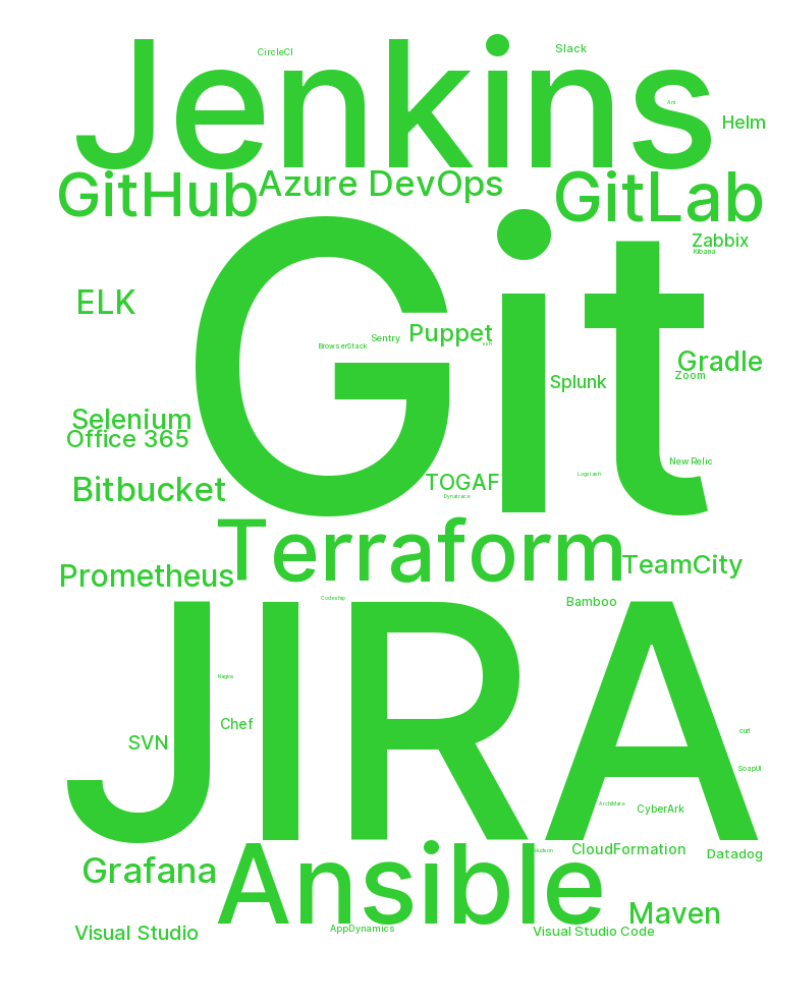 CircleCI
Slack
Jenkins
Ant
Helm
GitHub
Azure DevOps
GitLab
Zabbix
Kibana
ELK
Git
Sentry
Puppet
BrowserStack
ssh
Gradle
Zoom
Splunk
Selenium
Office 365
New Relic
Logstash
Bitbucket
TOGAF
Dynatrace
Terraform
TeamCity
Prometheus
Codeship
Bamboo
JIRA
Nagios
Chef
SVN
curl
SoapUI
ArchiMate
CyberArk
Hudson
CloudFormation
Datadog
Grafana
Ansible
Maven
AppDynamics
Visual Studio
Visual Studio Code